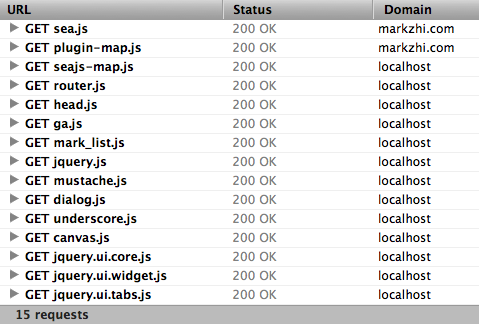 URL Status Domain
GET sea.js 200 OK markzhi.com
GET plugin-map.js 200 OK markzhi.com
GET seajs-map.js 200 OK localhost
GET router.js 200 OK localhost
GET head.js 200 OK localhost
GET ga.js 200 OK localhost
GET mark_list.js 200 OK localhost
GET jquery.js 200 OK localhost
GET mustache.js 200 OK localhost
GET dialog.js 200 OK localhost
GET underscore.js 200 OK localhost
GET canvas.js 200 OK localhost
GET jquery.ui.core.js 200 OK localhost
GET jquery.ui.widget.js 200 OK localhost
GET jquery.ui.tabs.js 200 OK localhost
15 requests